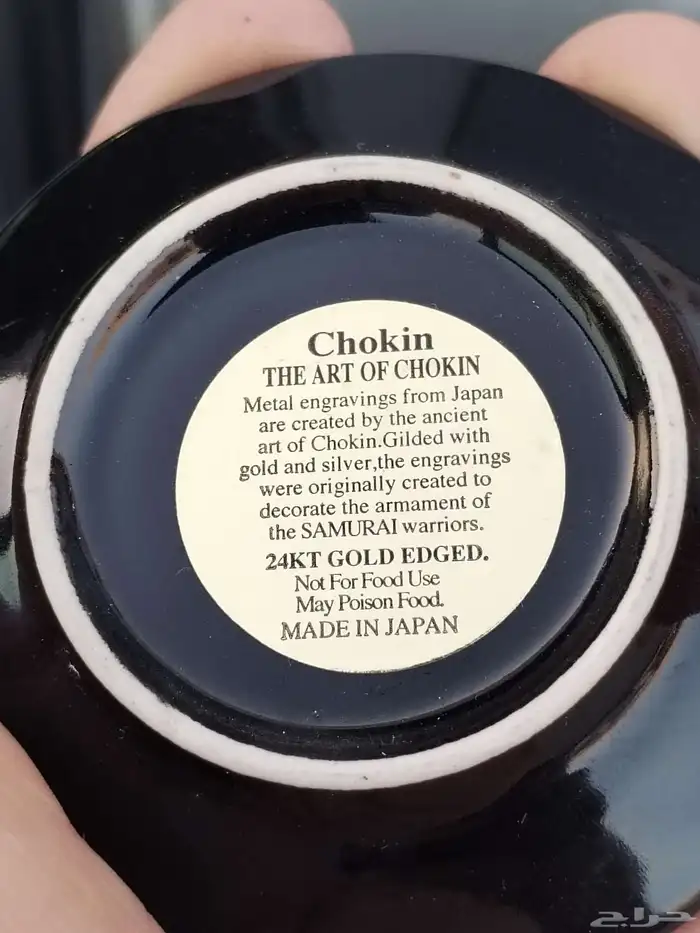 Chokin
THE ART OF CHOKIN
Metal engravings from Japan
are created by the ancient
art of Chokin.Gilded with
gold and silver,the engravings
were originally created to
decorate the armament of
the SAMURAI warriors.
24KT GOLD EDGED.
Not For Food Use
May Poison Food.
MADE IN JAPAN
حراج